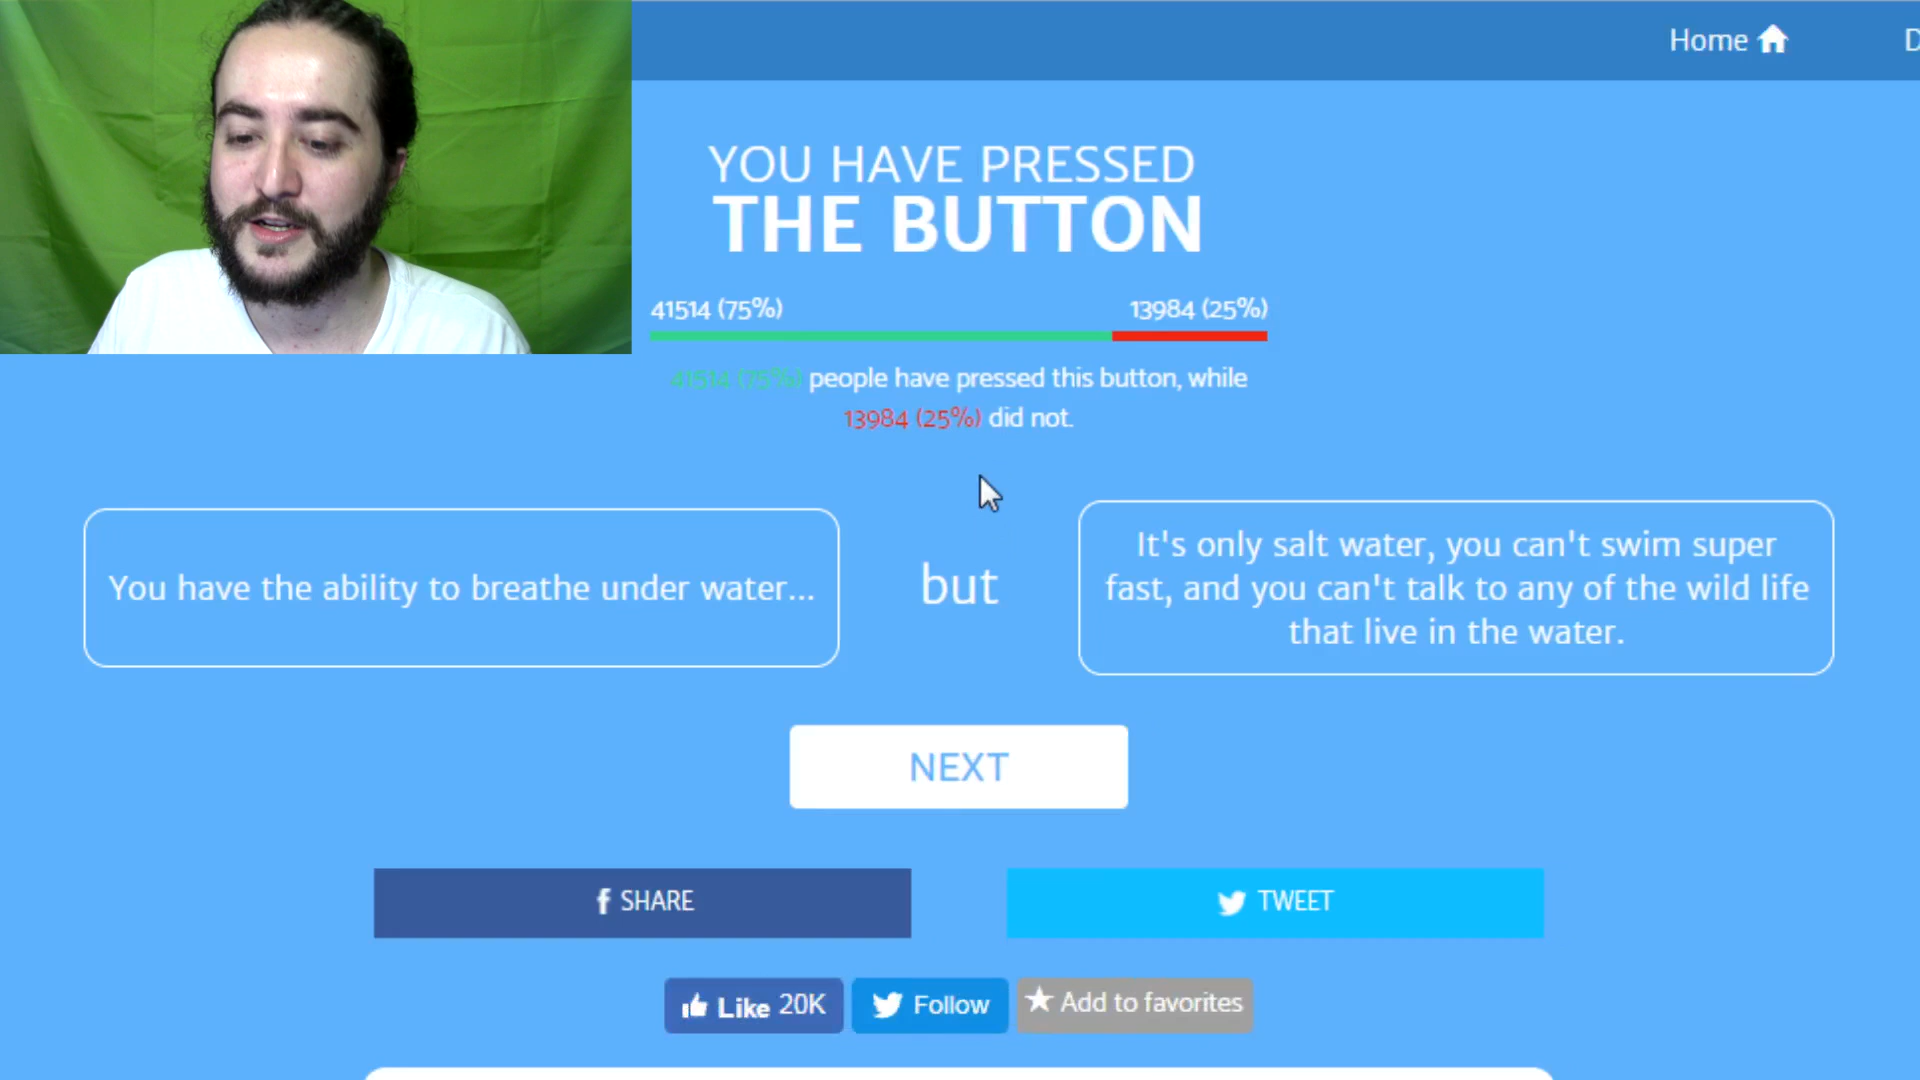 Home
D
YOU HAVE PRESSED
THE BUTTON
41514 (75%)
13984 (25%)
41514 (75%) people have pressed this button, while
13984 (25%) did not.
You have the ability to breathe under water...
but
It's only salt water, you can't swim super
fast, and you can't talk to any of the wild life
that live in the water.
NEXT
f SHARE
TWEET
Like 20K
Follow
Add to favorites